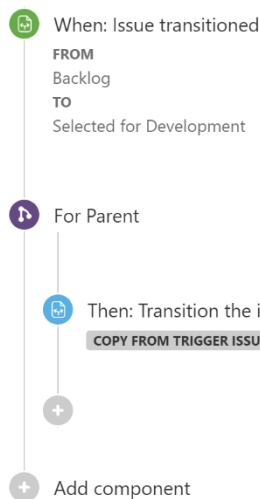 When: Issue transitioned
FROM
Backlog
TO
Selected for Development
For Parent
Then: Transition the
COPY FROM TRIGGER
Add component